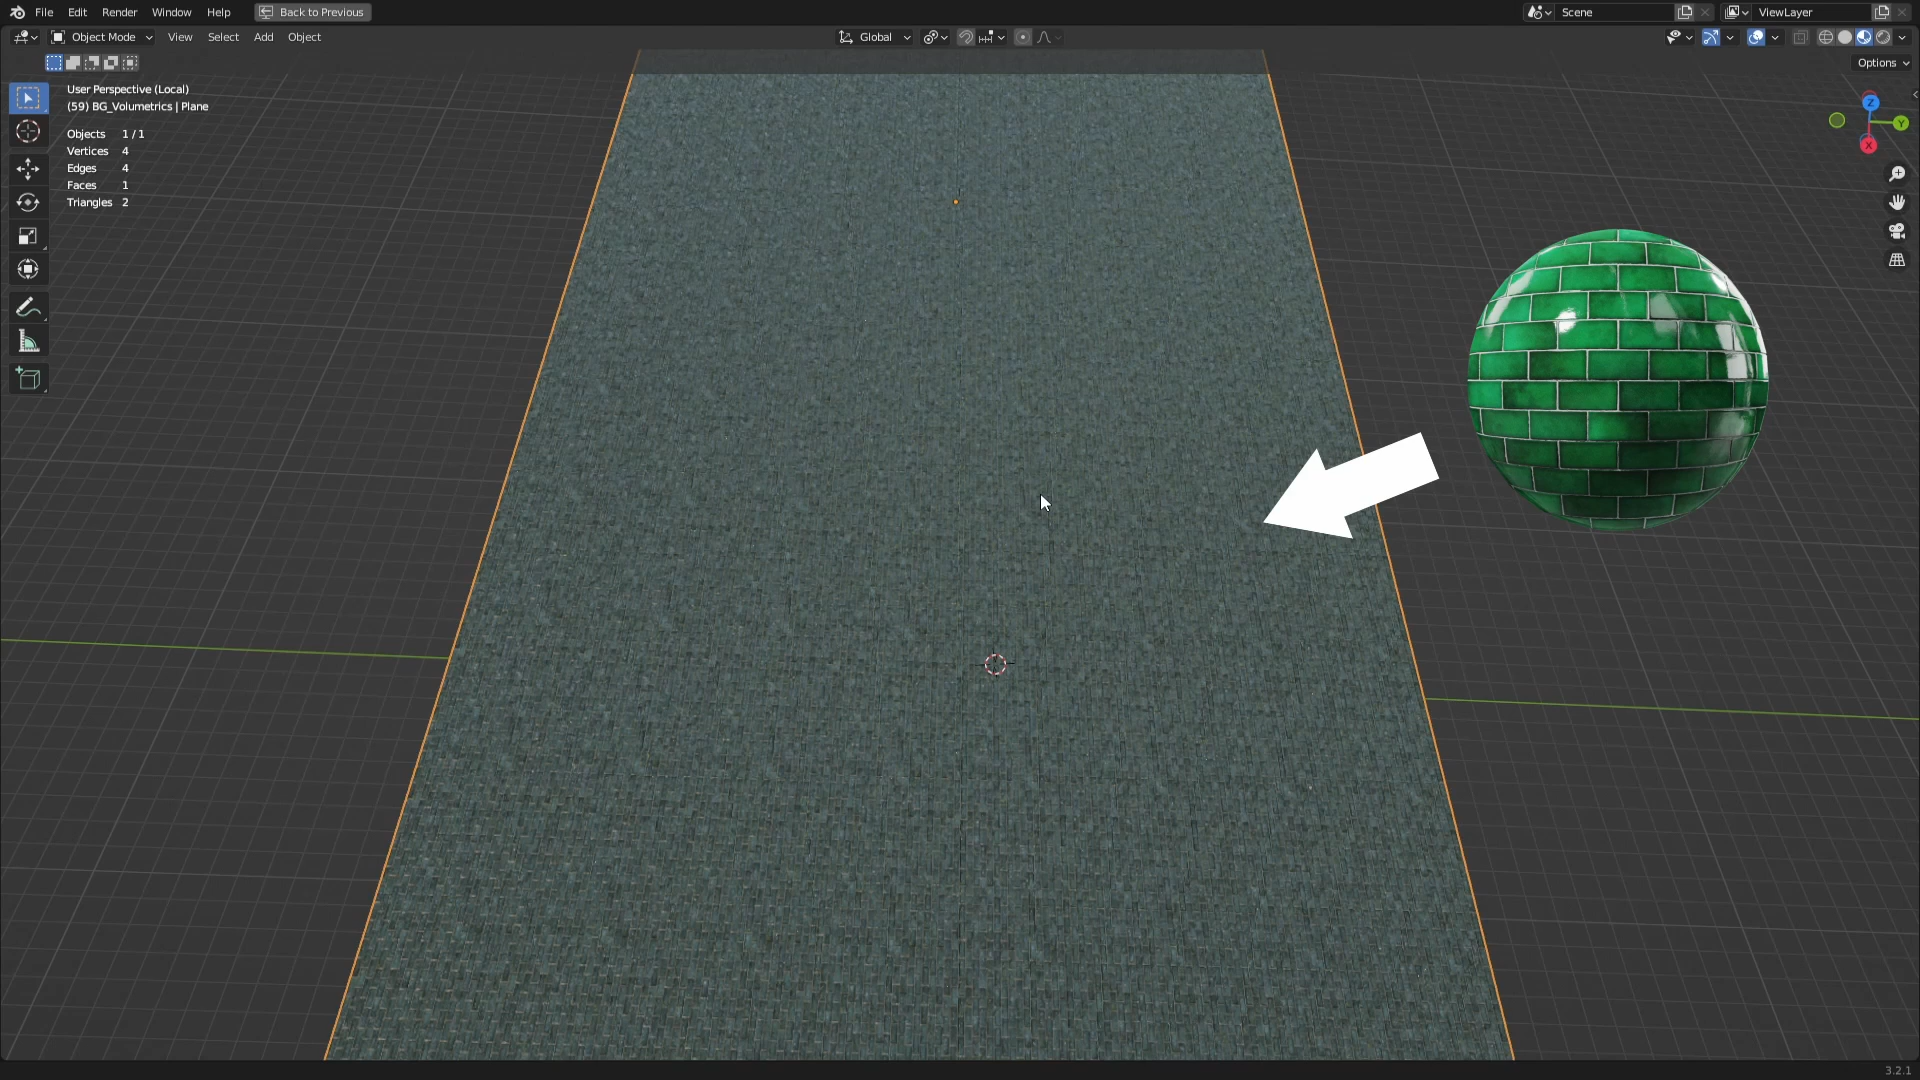 File Edit Render Window Help Back to Previous
Scene ViewLayer
Object Mode View Select Add Object Global
Options
User Perspective (Local)
(59) BG_Volumetrics | Plane
Objects 1 / 1
Vertices 4
Edges 4
Faces 1
Triangles 2
Z
Y
X
3.2.1